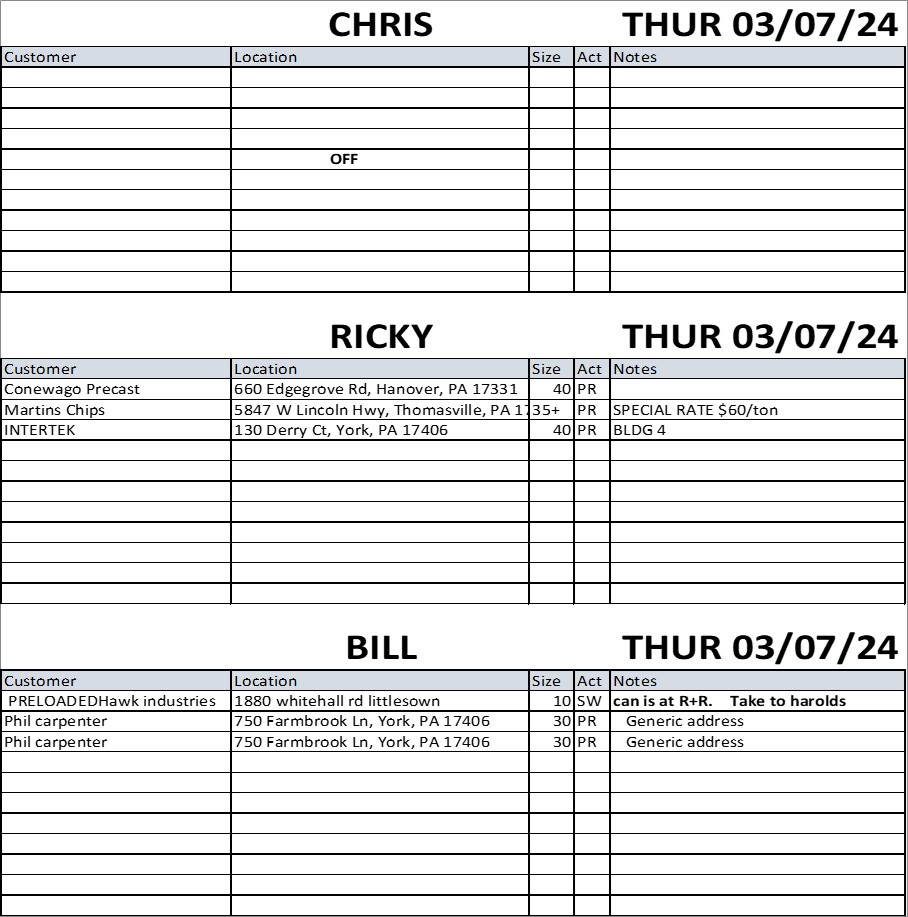 CHRIS THUR 03/07/24
Customer Location Size Act Notes
OFF
RICKY THUR 03/07/24
Customer Location Size Act Notes
Conewago Precast 660 Edgegrove Rd, Hanover, PA 17331 40 PR
Martins Chips 5847 W Lincoln Hwy, Thomasville, PA 17 35+ PR SPECIAL RATE $60/ton
INTERTEK 130 Derry Ct, York, PA 17406 40 PR BLDG 4
BILL THUR 03/07/24
Customer Location Size Act Notes
PRELOADEDHawk industries 1880 whitehall rd littlesown 10 SW can is at R+R. Take to harolds
Phil carpenter 750 Farmbrook Ln, York, PA 17406 30 PR Generic address
Phil carpenter 750 Farmbrook Ln, York, PA 17406 30 PR Generic address